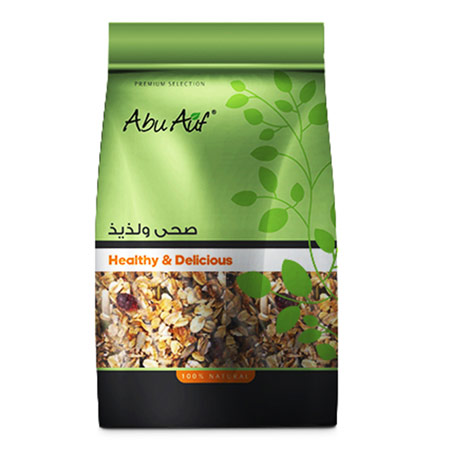 PREMIUM SELECTION
Abu Auf®
صحى ولذيذ
Healthy & Delicious
100% NATURAL